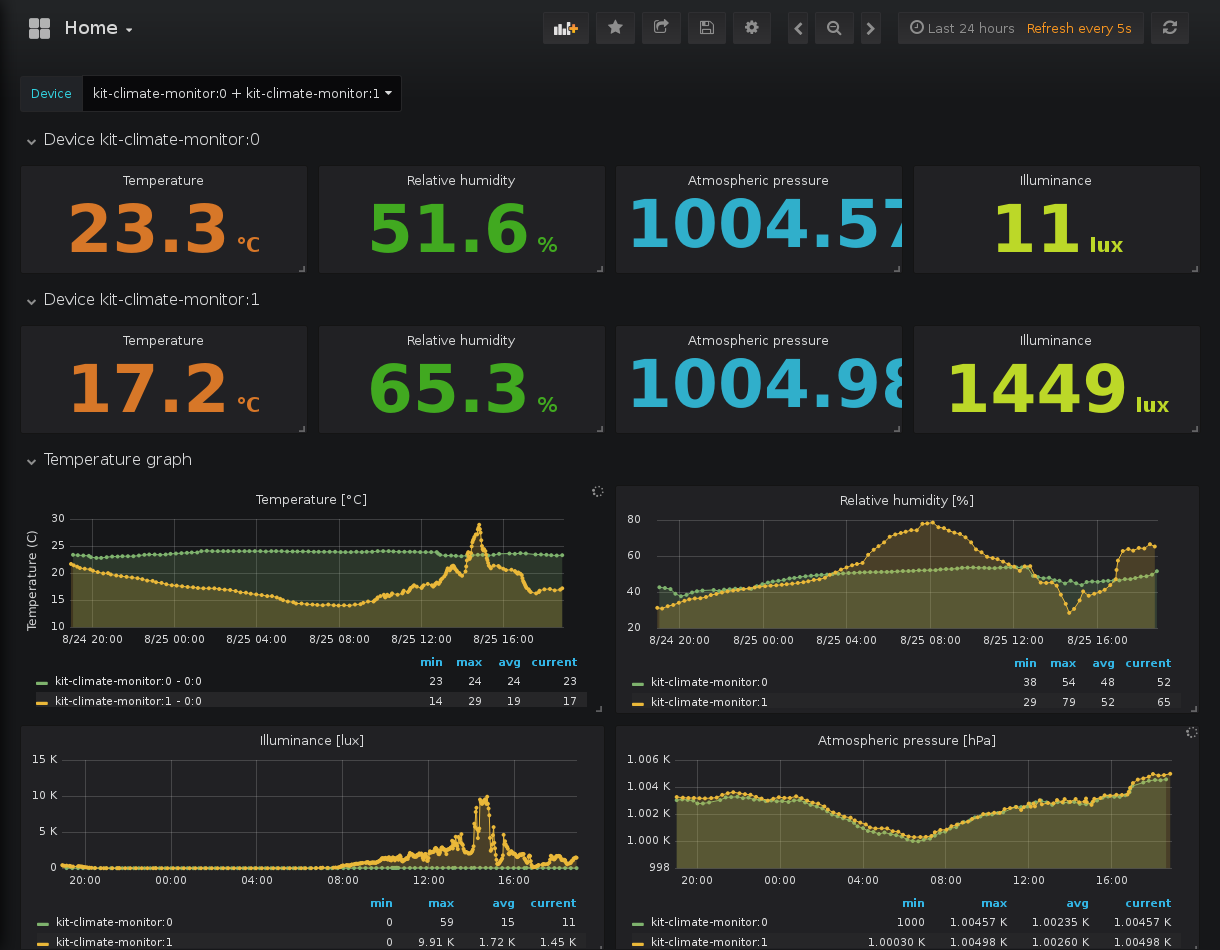 Home
Last 24 hours Refresh every 5s
Device kit-climate-monitor:0 + kit-climate-monitor:1
Device kit-climate-monitor:0
Temperature Relative humidity Atmospheric pressure Illuminance
23.3 °C 51.6 % 1004.57 11 lux
Device kit-climate-monitor:1
Temperature Relative humidity Atmospheric pressure Illuminance
17.2 °C 65.3 % 1004.98 1449 lux
Temperature graph
Temperature [°C]
Temperature (C)
30
25
20
15
10
8/24 20:00 8/25 00:00 8/25 04:00 8/25 08:00 8/25 12:00 8/25 16:00
min max avg current
kit-climate-monitor:0 - 0:0 23 24 24 23
kit-climate-monitor:1 - 0:0 14 29 19 17
Relative humidity [%]
80
60
40
20
8/24 20:00 8/25 00:00 8/25 04:00 8/25 08:00 8/25 12:00 8/25 16:00
min max avg current
kit-climate-monitor:0 38 54 48 52
kit-climate-monitor:1 29 79 52 65
Illuminance [lux]
15 K
10 K
5 K
0
20:00 00:00 04:00 08:00 12:00 16:00
min max avg current
kit-climate-monitor:0 0 59 15 11
kit-climate-monitor:1 0 9.91 K 1.72 K 1.45 K
Atmospheric pressure [hPa]
1.006 K
1.004 K
1.002 K
1.000 K
998
20:00 00:00 04:00 08:00 12:00 16:00
min max avg current
kit-climate-monitor:0 1000 1.00457 K 1.00235 K 1.00457 K
kit-climate-monitor:1 1.00030 K 1.00498 K 1.00260 K 1.00498 K